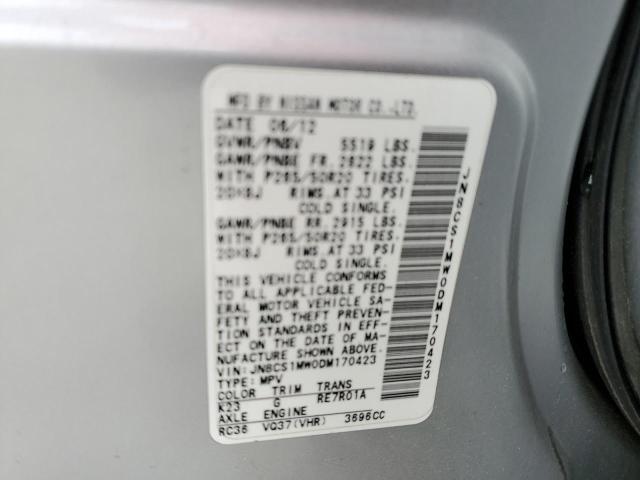 MFD BY NISSAN MOTOR CO.,LTD.
DATE 06/12
GVWR/PNBV 5519 LBS.
GAWR/PNBE FR. 2622 LBS.
WITH P265/50R20 TIRES.
20x8J RIMS. AT 33 PSI
COLD SINGLE.
GAWR/PNBE RR. 2915 LBS.
WITH P265/50R20 TIRES.
20x8J RIMS. AT 33 PSI
COLD SINGLE.
THIS VEHICLE CONFORMS
TO ALL APPLICABLE FED-
ERAL MOTOR VEHICLE SA-
FETY AND THEFT PREVEN-
TION STANDARDS IN EFF-
ECT ON THE DATE OF MA-
NUFACTURE SHOWN ABOVE.
VIN: JN8CS1MW0DM170423
TYPE: MPV
COLOR TRIM TRANS
K23 G RE7R01A
AXLE ENGINE
RC36 VQ37(VHR) 3696CC
JN8CS1MW0DM170423